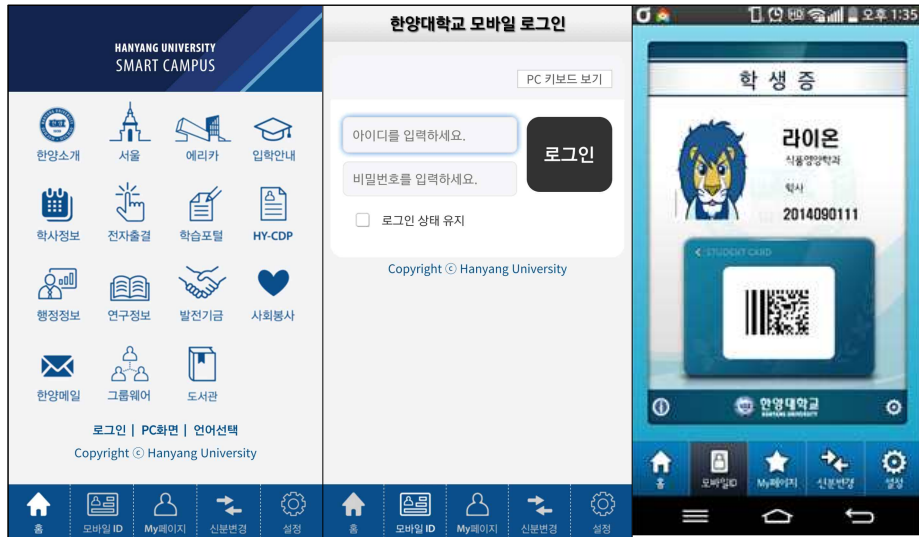 HANYANG UNIVERSITY
SMART CAMPUS
한양소개 서울 에리카 입학안내
학사정보 전자출결 학습포털 HY-CDP
행정정보 연구정보 발전기금 사회봉사
한양메일 그룹웨어 도서관
로그인 | PC화면 | 언어선택
Copyright ⓒ Hanyang University
홈 모바일 ID My페이지 신분변경 설정
한양대학교 모바일 로그인
PC 키보드 보기
아이디를 입력하세요.
비밀번호를 입력하세요.
로그인
로그인 상태 유지
Copyright ⓒ Hanyang University
홈 모바일 ID My페이지 신분변경 설정
오후 1:35
학 생 증
라이온
식품영양학과
학사
2014090111
< STUDENT CARD
한양대학교
HANYANG UNIVERSITY
홈 모바일ID My페이지 신분변경 설정